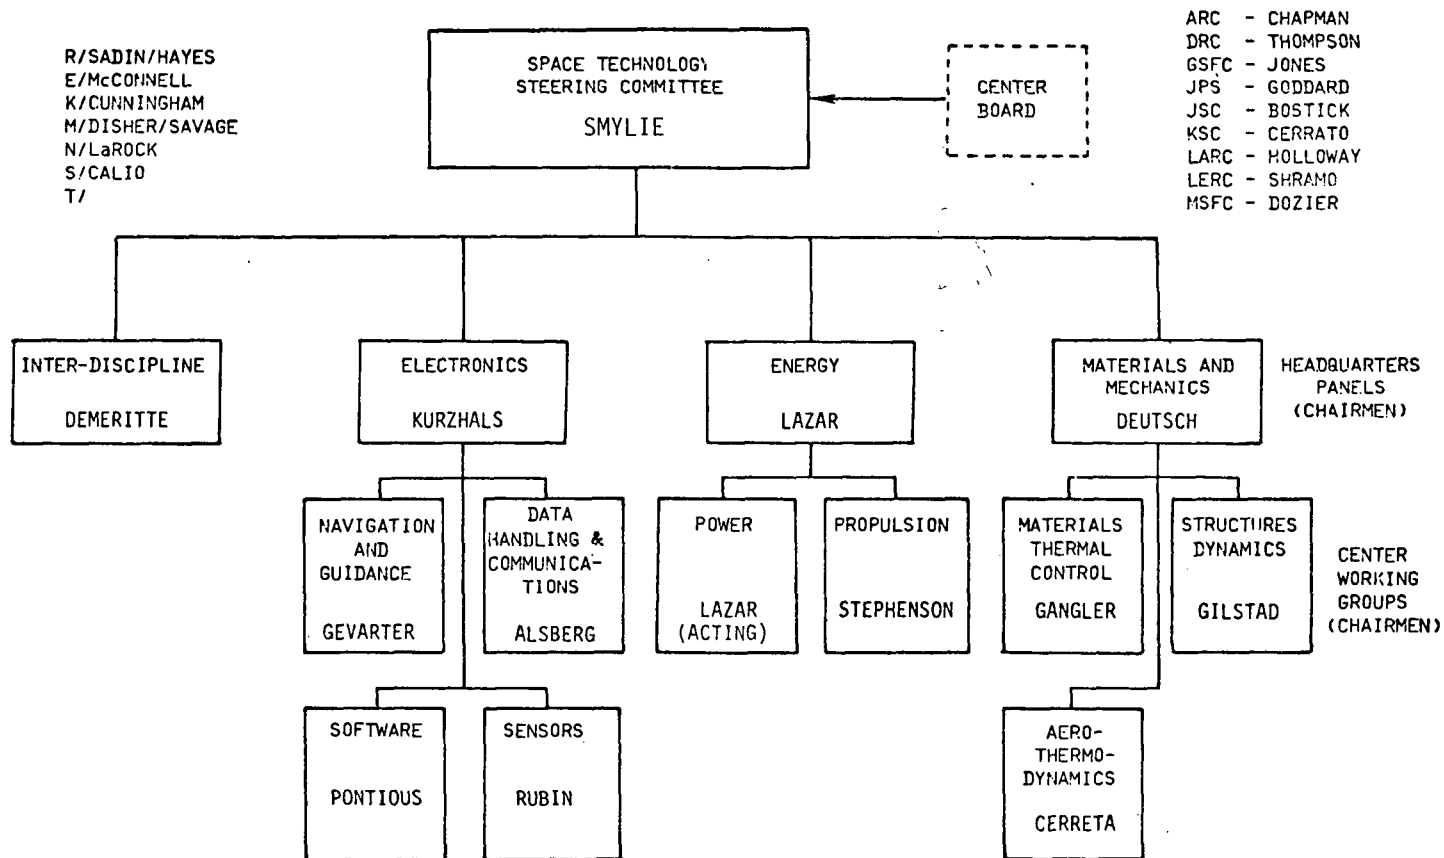 R/SADIN/HAYES
E/McCONNELL
K/CUNNINGHAM
M/DISHER/SAVAGE
N/LaROCK
S/CALIO
T/
SPACE TECHNOLOGY
STEERING COMMITTEE
SMYLIE
CENTER
BOARD
ARC - CHAPMAN
DRC - THOMPSON
GSFC - JONES
JPS - GODDARD
JSC - BOSTICK
KSC - CERRATO
LARC - HOLLOWAY
LERC - SHRAMO
MSFC - DOZIER
INTER-DISCIPLINE
DEMERITTE
ELECTRONICS
KURZHALS
ENERGY
LAZAR
MATERIALS AND
MECHANICS
DEUTSCH
HEADQUARTERS
PANELS
(CHAIRMEN)
NAVIGATION
AND
GUIDANCE
GEVARTER
DATA
HANDLING &
COMMUNICA-
TIONS
ALSBERG
POWER
LAZAR
(ACTING)
PROPULSION
STEPHENSON
MATERIALS
THERMAL
CONTROL
GANGLER
STRUCTURES
DYNAMICS
GILSTAD
CENTER
WORKING
GROUPS
(CHAIRMEN)
SOFTWARE
PONTIOUS
SENSORS
RUBIN
AERO-
THERMO-
DYNAMICS
CERRETA